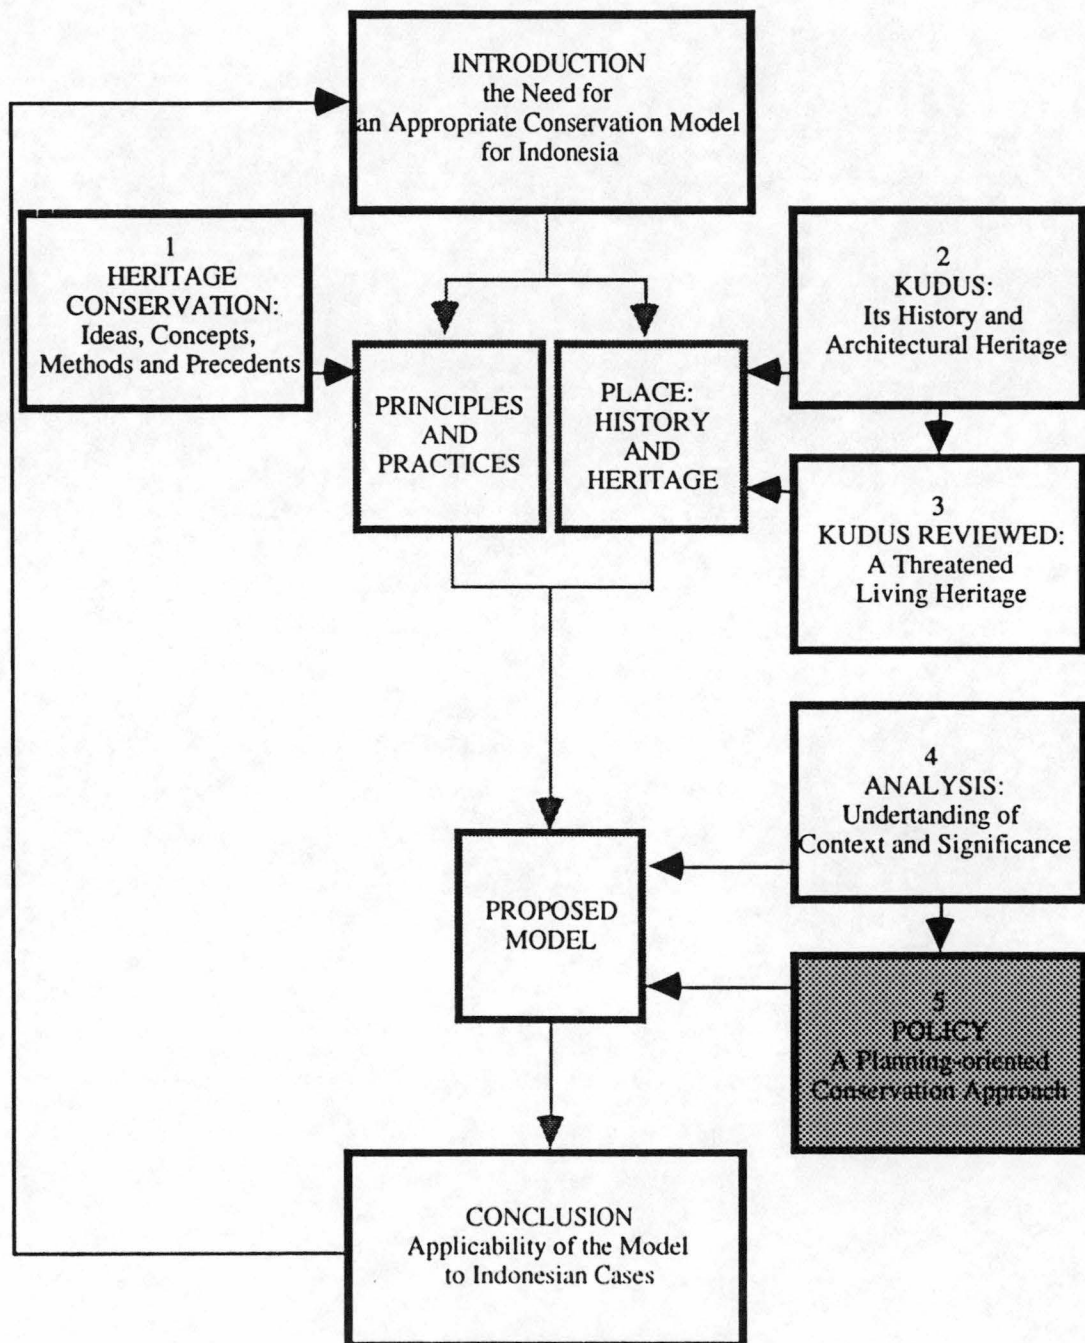 INTRODUCTION
the Need for
an Appropriate Conservation Model
for Indonesia
1
HERITAGE
CONSERVATION:
Ideas, Concepts,
Methods and Precedents
2
KUDUS:
Its History and
Architectural Heritage
PRINCIPLES
AND
PRACTICES
PLACE:
HISTORY
AND
HERITAGE
3
KUDUS REVIEWED:
A Threatened
Living Heritage
4
ANALYSIS:
Undertanding of
Context and Significance
PROPOSED
MODEL
5
POLICY
A Planning-oriented
Conservation Approach
CONCLUSION
Applicability of the Model
to Indonesian Cases